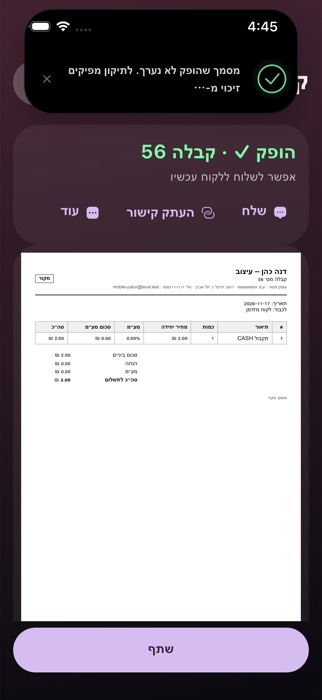 4:45
מסמך שהופק לא נערך. לתיקון מפיקים
זיכוי מ-...
הופק ✓ · קבלה 56
אפשר לשלוח ללקוח עכשיו
שלח
העתק קישור
עוד
דנה כהן – עיצוב
קבלה מס׳ 56
מקור
תאריך: 2026-11-17
לכבוד: לקוח מזדמן
# תיאור כמות מחיר יחידה מע״מ סכום מע״מ סה״כ
1 תקבול CASH 1 2.00 ₪ 0.00% 0.00 ₪ 2.00 ₪
סכום ביניים 2.00 ₪
הנחה 0.00 ₪
מע״מ 0.00 ₪
סה״כ לתשלום 2.00 ₪
שתף